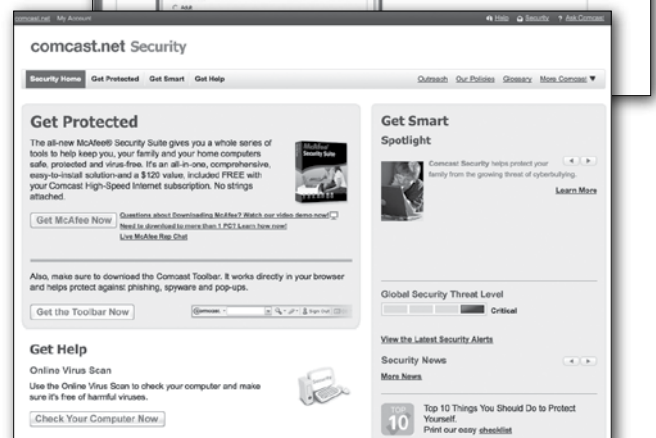 comcast.net My Account
Help Security ? Ask Comcast
comcast.net Security
Security Home Get Protected Get Smart Get Help
Outreach Our Policies Glossary More Comcast ▼
Get Protected
The all-new McAfee® Security Suite gives you a whole series of
tools to help keep you, your family and your home computers
safe, protected and virus-free. It's an all-in-one, comprehensive,
easy-to-install solution-and a $120 value, included FREE with
your Comcast High-Speed Internet subscription. No strings
attached.
McAfee
Security Suite
Get McAfee Now
Questions about Downloading McAfee? Watch our video demo now!
Need to download to more than 1 PC? Learn how now!
Live McAfee Rep Chat
Also, make sure to download the Comcast Toolbar. It works directly in your browser
and helps protect against phishing, spyware and pop-ups.
Get the Toolbar Now
Sign Out
Get Help
Online Virus Scan
Use the Online Virus Scan to check your computer and make
sure it's free of harmful viruses.
Check Your Computer Now
Get Smart
Spotlight
Comcast Security helps protect your
family from the growing threat of cyberbullying.
Learn More
Global Security Threat Level
Critical
View the Latest Security Alerts
Security News
More News
TOP
10
Top 10 Things You Should Do to Protect
Yourself.
Print our easy checklist